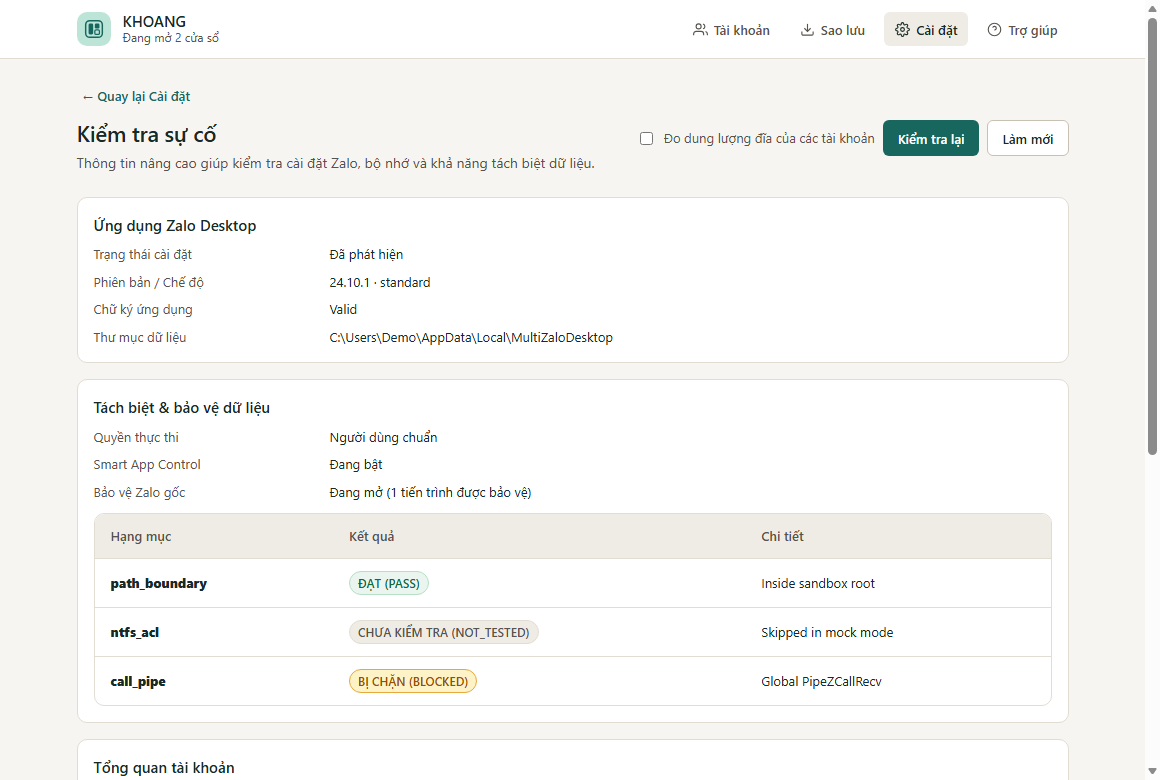 KHOANG
Đang mở 2 cửa sổ
Tài khoản
Sao lưu
Cài đặt
Trợ giúp
← Quay lại Cài đặt
Kiểm tra sự cố
Thông tin nâng cao giúp kiểm tra cài đặt Zalo, bộ nhớ và khả năng tách biệt dữ liệu.
Đo dung lượng đĩa của các tài khoản
Kiểm tra lại
Làm mới
Ứng dụng Zalo Desktop
Trạng thái cài đặt Đã phát hiện
Phiên bản / Chế độ 24.10.1 · standard
Chữ ký ứng dụng Valid
Thư mục dữ liệu C:\Users\Demo\AppData\Local\MultiZaloDesktop
Tách biệt & bảo vệ dữ liệu
Quyền thực thi Người dùng chuẩn
Smart App Control Đang bật
Bảo vệ Zalo gốc Đang mở (1 tiến trình được bảo vệ)
Hạng mục Kết quả Chi tiết
path_boundary ĐẠT (PASS) Inside sandbox root
ntfs_acl CHƯA KIỂM TRA (NOT_TESTED) Skipped in mock mode
call_pipe BỊ CHẶN (BLOCKED) Global PipeZCallRecv
Tổng quan tài khoản